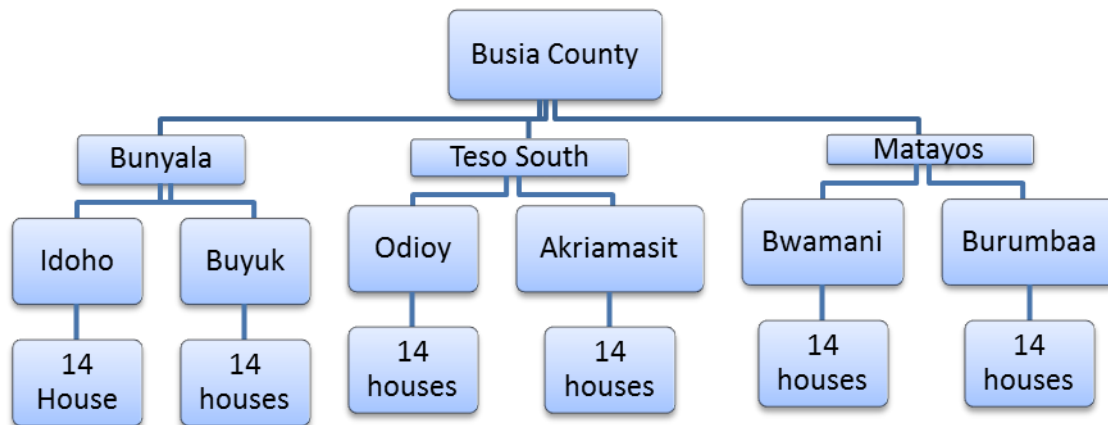 Busia County
Bunyala
Teso South
Matayos
Idoho
Buyuk
Odioy
Akriamasit
Bwamani
Burumbaa
14
House
14
houses
14
houses
14
houses
14
houses
14
houses